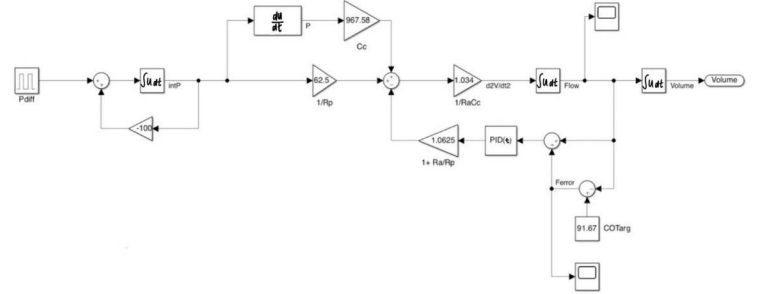 du
dt
P
967.58
Cc
Pdiff
∫u dt
intP
62.5
1/Rp
1.034
1/RaCc
d2V/dt2
∫u dt
Flow
∫u dt
Volume
Volume
-100
1.0625
1+ Ra/Rp
PID(t)
Ferror
91.67
COTarg